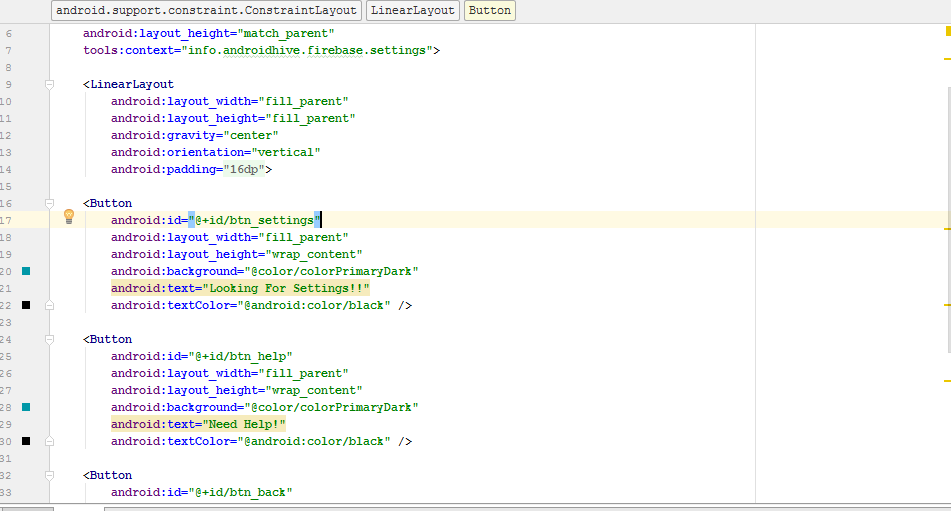 android.support.constraint.ConstraintLayout LinearLayout Button
6 android:layout_height="match_parent"
7 tools:context="info.androidhive.firebase.settings">
8
9 <LinearLayout
10 android:layout_width="fill_parent"
11 android:layout_height="fill_parent"
12 android:gravity="center"
13 android:orientation="vertical"
14 android:padding="16dp">
15
16 <Button
17 android:id="@+id/btn_settings"
18 android:layout_width="fill_parent"
19 android:layout_height="wrap_content"
20 android:background="@color/colorPrimaryDark"
21 android:text="Looking For Settings!!"
22 android:textColor="@android:color/black" />
23
24 <Button
25 android:id="@+id/btn_help"
26 android:layout_width="fill_parent"
27 android:layout_height="wrap_content"
28 android:background="@color/colorPrimaryDark"
29 android:text="Need Help!"
30 android:textColor="@android:color/black" />
31
32 <Button
33 android:id="@+id/btn_back"